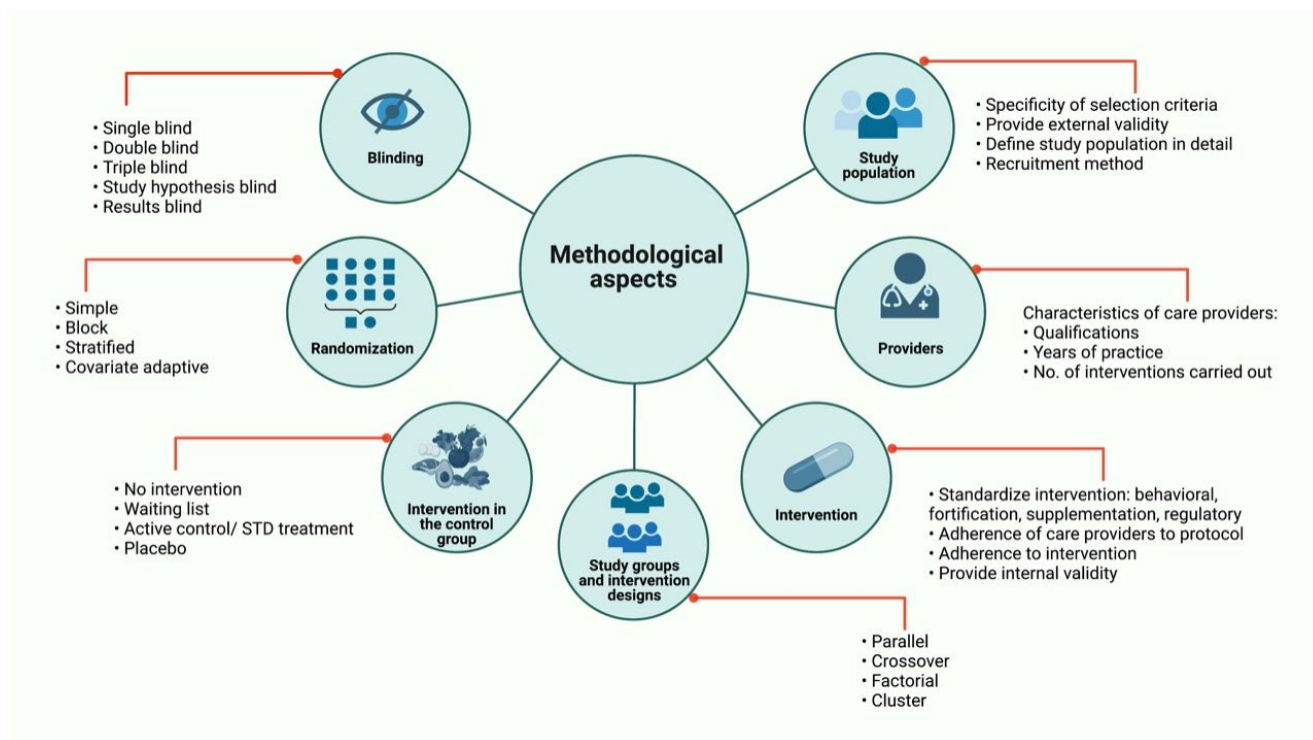 Methodological
aspects
Blinding
• Single blind
• Double blind
• Triple blind
• Study hypothesis blind
• Results blind
Study
population
• Specificity of selection criteria
• Provide external validity
• Define study population in detail
• Recruitment method
Randomization
• Simple
• Block
• Stratified
• Covariate adaptive
Providers
Characteristics of care providers:
• Qualifications
• Years of practice
• No. of interventions carried out
Intervention in
the control
group
• No intervention
• Waiting list
• Active control/ STD treatment
• Placebo
Intervention
• Standardize intervention: behavioral,
fortification, supplementation, regulatory
• Adherence of care providers to protocol
• Adherence to intervention
• Provide internal validity
Study groups
and intervention
designs
• Parallel
• Crossover
• Factorial
• Cluster